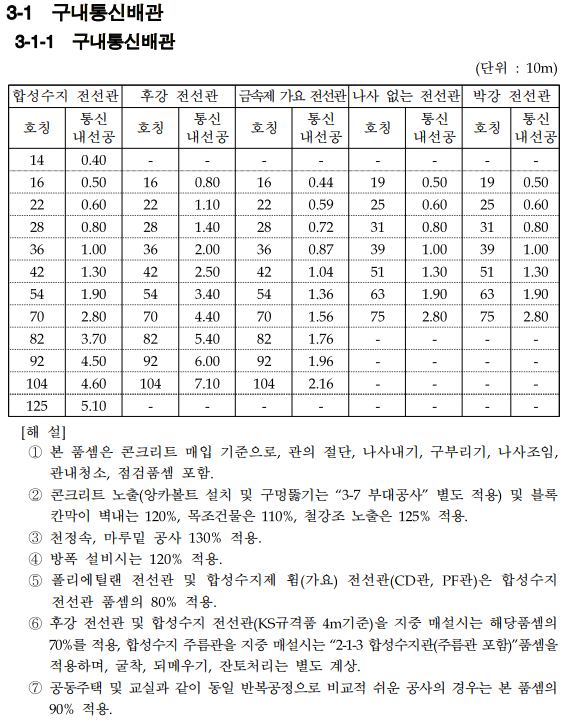 3-1 구내통신배관
3-1-1 구내통신배관
(단위 : 10m)
합성수지 전선관 후강 전선관 금속제 가요 전선관 나사 없는 전선관 박강 전선관
호칭 통신내선공 호칭 통신내선공 호칭 통신내선공 호칭 통신내선공 호칭 통신내선공
14 0.40 - - - - - - - -
16 0.50 16 0.80 16 0.44 19 0.50 19 0.50
22 0.60 22 1.10 22 0.59 25 0.60 25 0.60
28 0.80 28 1.40 28 0.72 31 0.80 31 0.80
36 1.00 36 2.00 36 0.87 39 1.00 39 1.00
42 1.30 42 2.50 42 1.04 51 1.30 51 1.30
54 1.90 54 3.40 54 1.36 63 1.90 63 1.90
70 2.80 70 4.40 70 1.56 75 2.80 75 2.80
82 3.70 82 5.40 82 1.76 - - - -
92 4.50 92 6.00 92 1.96 - - - -
104 4.60 104 7.10 104 2.16 - - - -
125 5.10 - - - - - - - -
[해 설]
① 본 품셈은 콘크리트 매입 기준으로, 관의 절단, 나사내기, 구부리기, 나사조임,
관내청소, 점검품셈 포함.
② 콘크리트 노출(앙카볼트 설치 및 구멍뚫기는 “3-7 부대공사” 별도 적용) 및 블록
칸막이 벽내는 120%, 목조건물은 110%, 철강조 노출은 125% 적용.
③ 천정속, 마루밑 공사 130% 적용.
④ 방폭 설비시는 120% 적용.
⑤ 폴리에틸랜 전선관 및 합성수지제 휨(가요) 전선관(CD관, PF관)은 합성수지
전선관 품셈의 80% 적용.
⑥ 후강 전선관 및 합성수지 전선관(KS규격품 4m기준)을 지중 매설시는 해당품셈의
70%를 적용, 합성수지 주름관을 지중 매설시는 “2-1-3 합성수지관(주름관 포함)”품셈을
적용하며, 굴착, 되메우기, 잔토처리는 별도 계상.
⑦ 공동주택 및 교실과 같이 동일 반복공정으로 비교적 쉬운 공사의 경우는 본 품셈의
90% 적용.